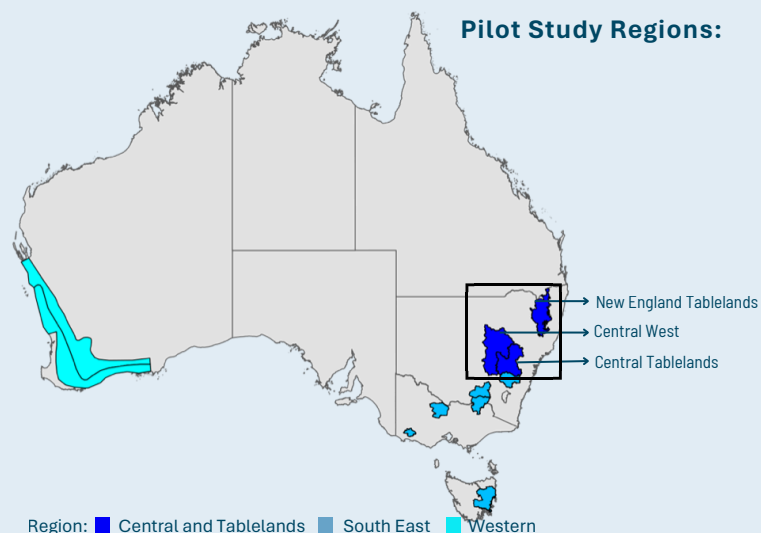 Pilot Study Regions:
New England Tablelands
Central West
Central Tablelands
Region: Central and Tablelands South East Western